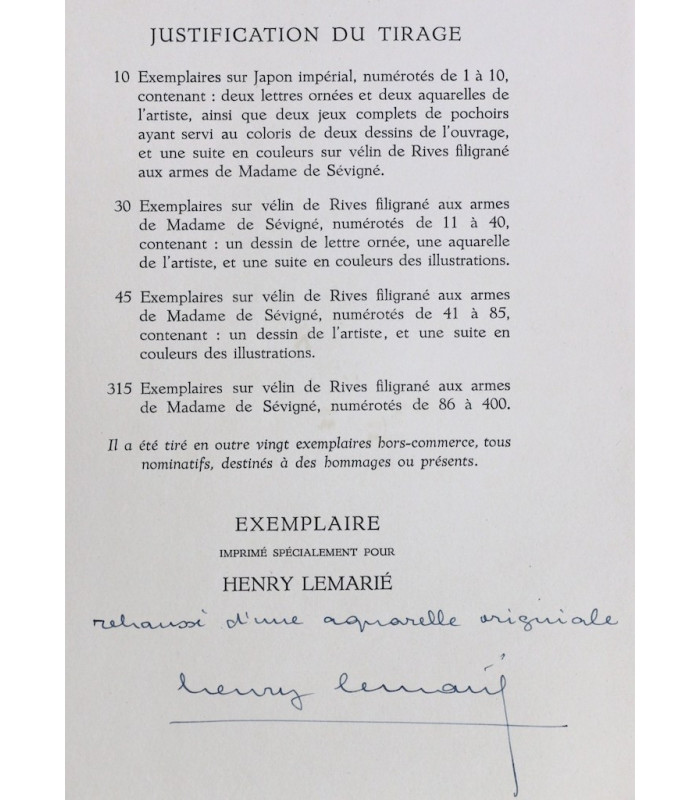 JUSTIFICATION DU TIRAGE
10 Exemplaires sur Japon impérial, numérotés de 1 à 10,
contenant : deux lettres ornées et deux aquarelles de
l'artiste, ainsi que deux jeux complets de pochoirs
ayant servi au coloris de deux dessins de l'ouvrage,
et une suite en couleurs sur vélin de Rives filigrané
aux armes de Madame de Sévigné.
30 Exemplaires sur vélin de Rives filigrané aux armes
de Madame de Sévigné, numérotés de 11 à 40,
contenant : un dessin de lettre ornée, une aquarelle
de l'artiste, et une suite en couleurs des illustrations.
45 Exemplaires sur vélin de Rives filigrané aux armes
de Madame de Sévigné, numérotés de 41 à 85,
contenant : un dessin de l'artiste, et une suite en
couleurs des illustrations.
315 Exemplaires sur vélin de Rives filigrané aux armes
de Madame de Sévigné, numérotés de 86 à 400.
Il a été tiré en outre vingt exemplaires hors-commerce, tous
nominatifs, destinés à des hommages ou présents.
EXEMPLAIRE
IMPRIMÉ SPÉCIALEMENT POUR
HENRY LEMARIÉ
rehaussé d'une aquarelle originale
henry lemarié